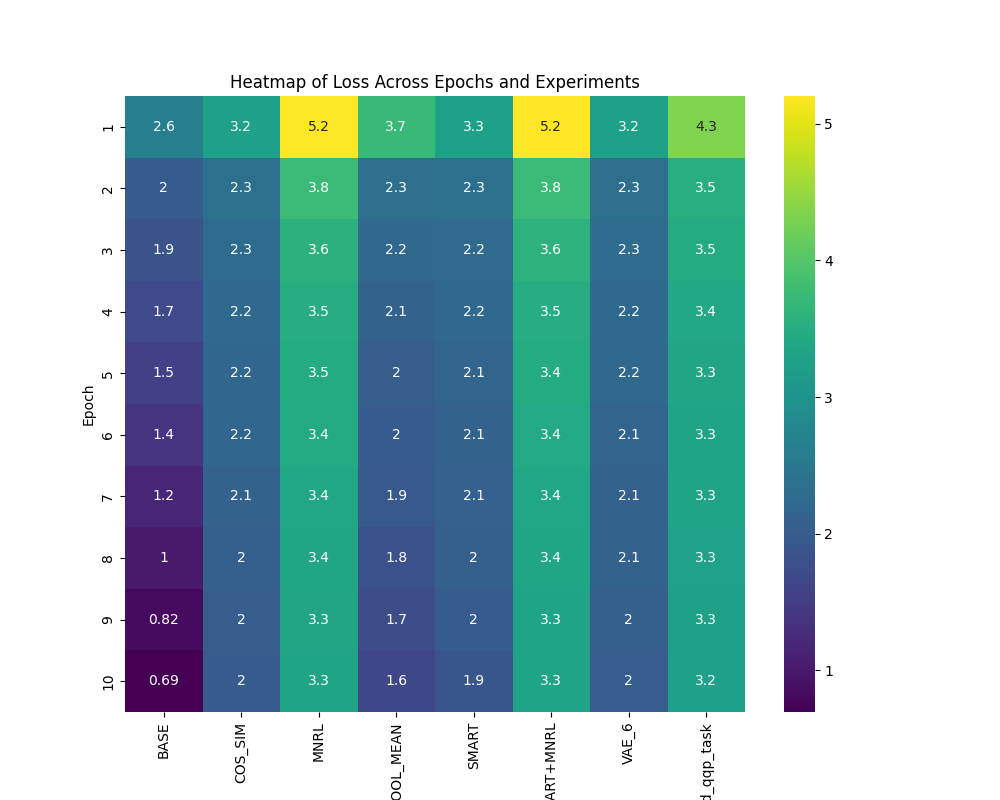 Heatmap of Loss Across Epochs and Experiments
1 2.6 3.2 5.2 3.7 3.3 5.2 3.2 4.3
2 2 2.3 3.8 2.3 2.3 3.8 2.3 3.5
3 1.9 2.3 3.6 2.2 2.2 3.6 2.3 3.5
4 1.7 2.2 3.5 2.1 2.2 3.5 2.2 3.4
5 1.5 2.2 3.5 2 2.1 3.4 2.2 3.3
6 1.4 2.2 3.4 2 2.1 3.4 2.1 3.3
7 1.2 2.1 3.4 1.9 2.1 3.4 2.1 3.3
8 1 2 3.4 1.8 2 3.4 2.1 3.3
9 0.82 2 3.3 1.7 2 3.3 2 3.3
10 0.69 2 3.3 1.6 1.9 3.3 2 3.2
Epoch
BASE
COS_SIM
MNRL
OOL_MEAN
SMART
ART+MNRL
VAE_6
d_qqp_task
5
4
3
2
1